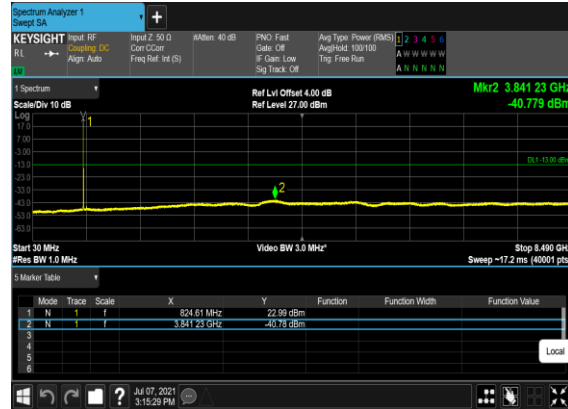 Spectrum Analyzer 1
Swept SA
+
KEYSIGHT Input: RF Input Z: 50 Ω #Atten: 40 dB PNO: Fast Avg Type: Power (RMS) 1 2 3 4 5 6
RL Coupling: DC Corr CCorr Gate: Off Avg|Hold: 100/100 A W W W W W
Align: Auto Freq Ref: Int (S) IF Gain: Low Trig: Free Run
Sig Track: Off A N N N N N
1 Spectrum Ref Lvl Offset 4.00 dB Mkr2 3.841 23 GHz
Scale/Div 10 dB Ref Level 27.00 dBm -40.779 dBm
Log
17.0
7.00
-3.00
-13.0
-23.0
-33.0
-43.0
-53.0
-63.0
1
DL1 -13.00 dBm
2
Start 30 MHz Video BW 3.0 MHz* Stop 8.490 GHz
#Res BW 1.0 MHz Sweep ~17.2 ms (40001 pts)
5 Marker Table
Mode Trace Scale X Y Function Function Width Function Value
1 N 1 f 824.61 MHz 22.99 dBm
2 N 1 f 3.841 23 GHz -40.78 dBm
3
4
5
6
Local
?
Jul 07, 2021
3:15:29 PM